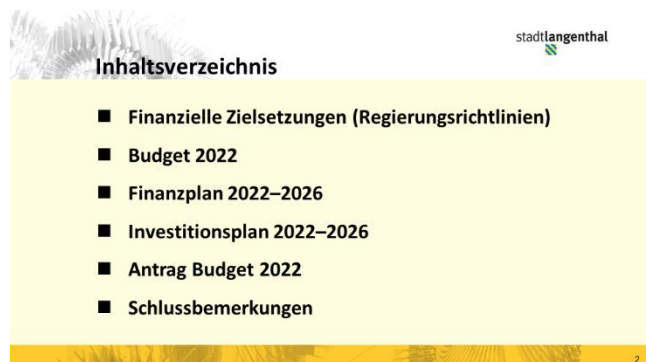 stadtlangenthal
Inhaltsverzeichnis
■ Finanzielle Zielsetzungen (Regierungsrichtlinien)
■ Budget 2022
■ Finanzplan 2022–2026
■ Investitionsplan 2022–2026
■ Antrag Budget 2022
■ Schlussbemerkungen
2